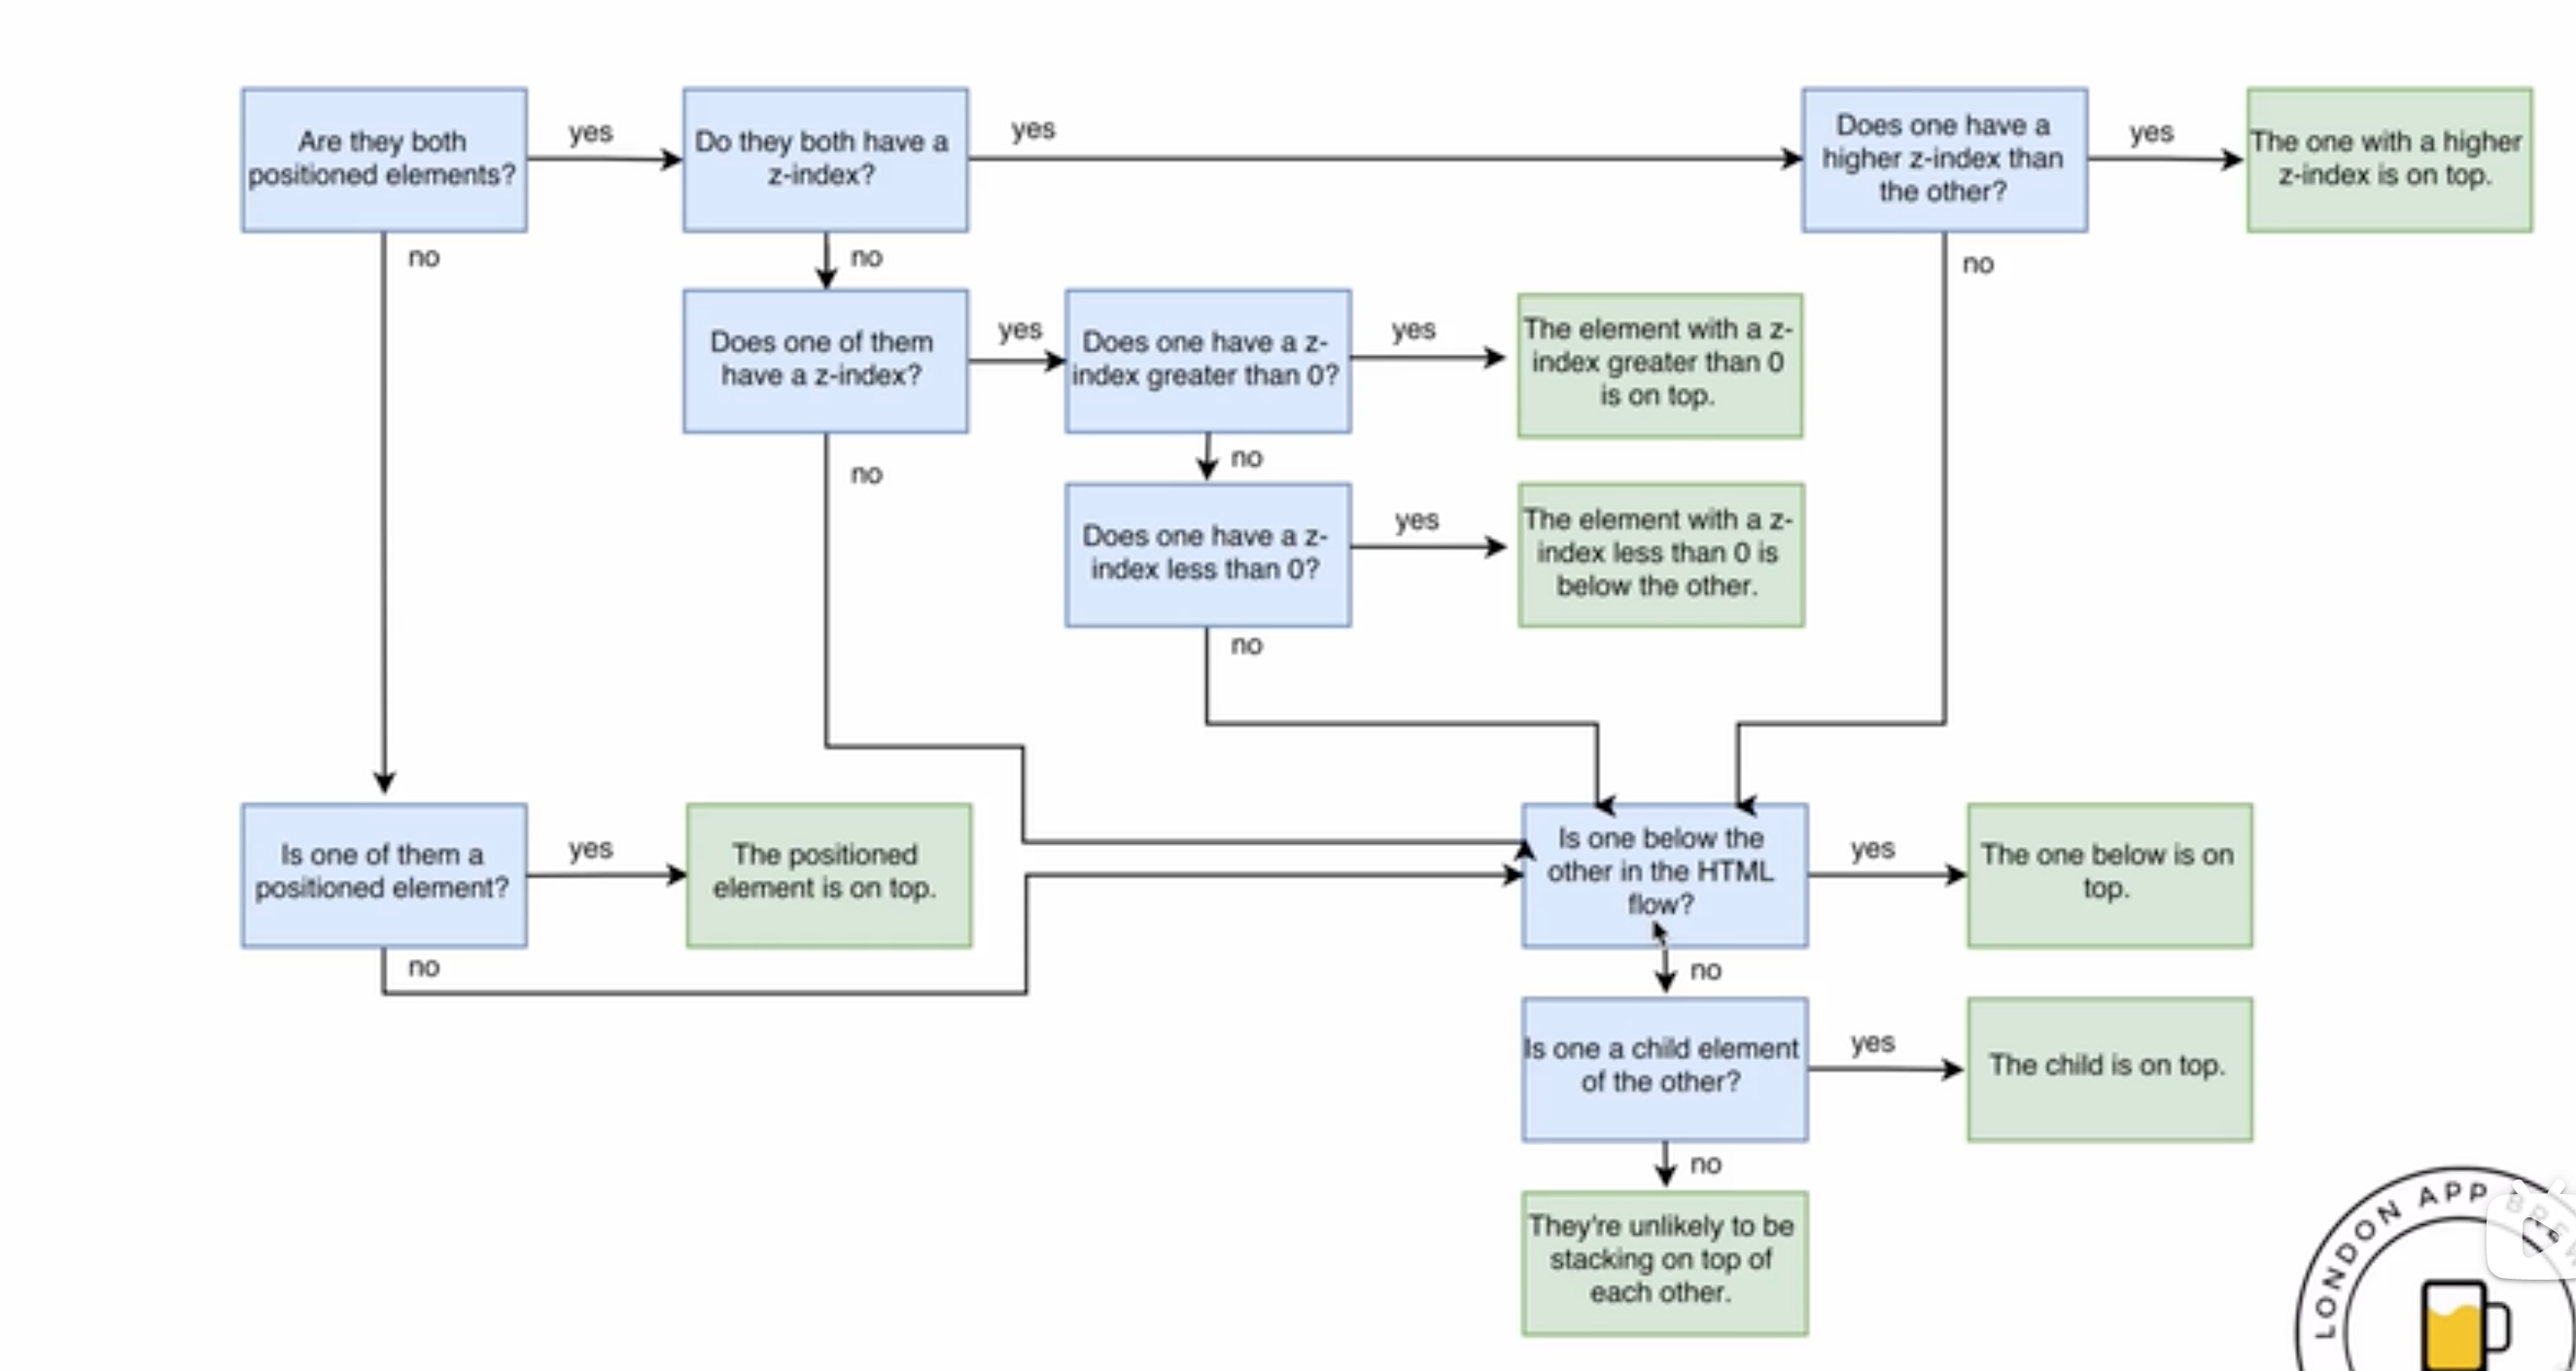 Are they both
positioned elements?
yes
Do they both have a
z-index?
yes
Does one have a
higher z-index than
the other?
yes
The one with a higher
z-index is on top.
no
no
no
Does one of them
have a z-index?
yes
Does one have a z-
index greater than 0?
yes
The element with a z-
index greater than 0
is on top.
no
no
Does one have a z-
index less than 0?
yes
The element with a z-
index less than 0 is
below the other.
no
Is one of them a
positioned element?
yes
The positioned
element is on top.
no
Is one below the
other in the HTML
flow?
yes
The one below is on
top.
no
Is one a child element
of the other?
yes
The child is on top.
no
They're unlikely to be
stacking on top of
each other.
LONDON APP